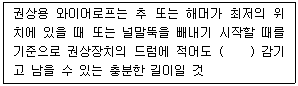 권상용 와이어로프는 추 또는 해머가 최저의 위
치에 있을 때 또는 널말뚝을 빼내기 시작할 때를
기준으로 권상장치의 드럼에 적어도 (    ) 감기
고 남을 수 있는 충분한 길이일 것